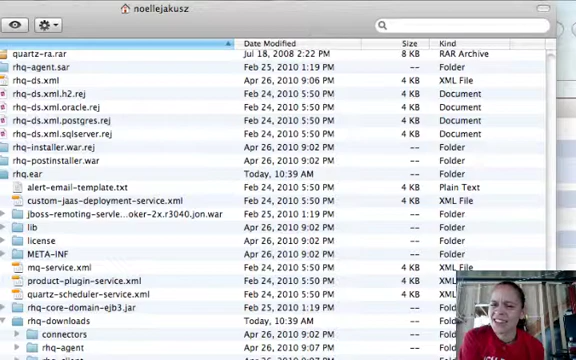 noellejakusz
Date Modified Size Kind
quartz-ra.rar Jul 18, 2008 2:22 PM 8 KB RAR Archive
rhq-agent.sar Feb 25, 2010 1:19 PM -- Folder
rhq-ds.xml Apr 26, 2010 9:06 PM 4 KB XML File
rhq-ds.xml.h2.rej Feb 24, 2010 5:50 PM 4 KB Document
rhq-ds.xml.oracle.rej Feb 24, 2010 5:50 PM 4 KB Document
rhq-ds.xml.postgres.rej Feb 24, 2010 5:50 PM 4 KB Document
rhq-ds.xml.sqlserver.rej Feb 24, 2010 5:50 PM 4 KB Document
rhq-installer.war.rej Apr 26, 2010 9:02 PM -- Folder
rhq-postinstaller.war Apr 26, 2010 9:02 PM -- Folder
rhq.ear Today, 10:39 AM -- Folder
alert-email-template.txt Feb 24, 2010 5:50 PM 4 KB Plain Text
custom-jaas-deployment-service.xml Feb 24, 2010 5:50 PM 4 KB XML File
jboss-remoting-servle...oker-2x.r3040.jon.war Feb 25, 2010 1:19 PM -- Folder
lib Apr 26, 2010 9:02 PM -- Folder
license Apr 26, 2010 9:02 PM -- Folder
META-INF Apr 26, 2010 9:02 PM -- Folder
mq-service.xml Feb 24, 2010 5:50 PM 4 KB XML File
product-plugin-service.xml Feb 24, 2010 5:50 PM 4 KB
quartz-scheduler-service.xml Feb 24, 2010 5:50 PM 4 KB
rhq-core-domain-ejb3.jar Feb 25, 2010 1:19 PM --
rhq-downloads Today, 10:39 AM --
connectors Apr 26, 2010 9:02 PM --
rhq-agent Apr 26, 2010 9:02 PM --